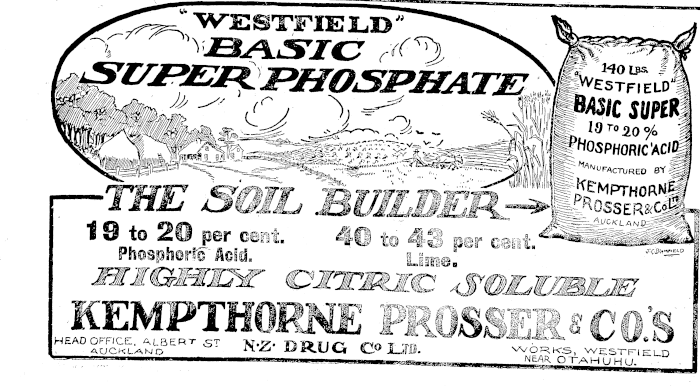 "WESTFIELD"
BASIC
SUPER PHOSPHATE
140 LBS.
"WESTFIELD"
BASIC SUPER
19 TO 20 %
PHOSPHORIC ACID
MANUFACTURED BY
KEMPTHORNE
PROSSER & Co Ltd
AUCKLAND
THE SOIL BUILDER
19 to 20 per cent.
Phosphoric Acid.
40 to 43 per cent.
Lime.
HIGHLY CITRIC SOLUBLE
KEMPTHORNE PROSSER & CO.'S
HEAD OFFICE, ALBERT ST
AUCKLAND
N.Z. DRUG Co LTD.
WORKS, WESTFIELD
NEAR OTAHUHU.